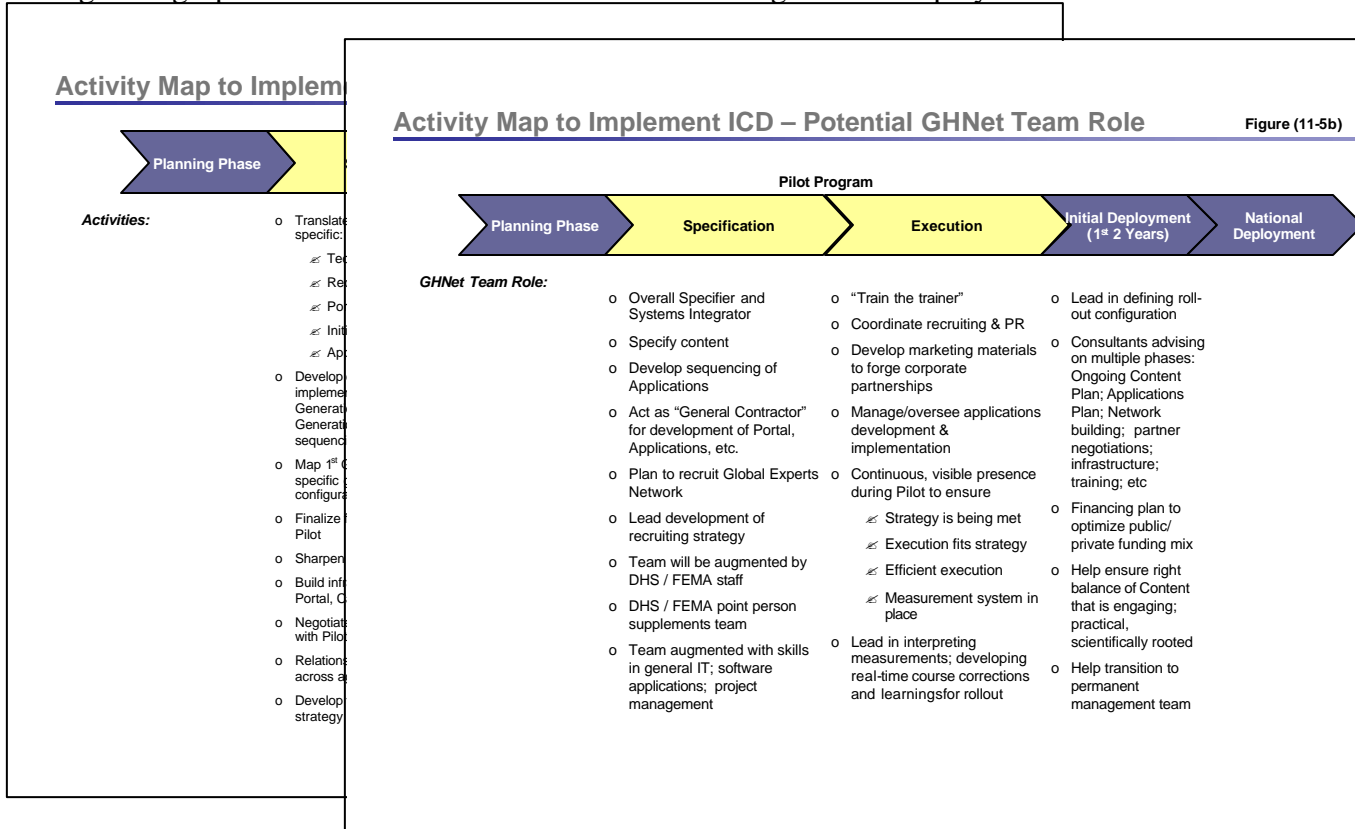 Activity Map to Implem
Planning Phase
Activities:
o Translate
specific:
Tec
Re
Por
Initi
Ap
o Develop
impleme
Generati
Generati
sequenc
o Map 1st G
specific
configura
o Finalize f
Pilot
o Sharpen
o Build infr
Portal, C
o Negotiat
with Pilo
o Relations
across a
o Develop
strategy
Activity Map to Implement ICD – Potential GHNet Team Role
Figure (11-5b)
Pilot Program
Planning Phase
Specification
Execution
Initial Deployment
(1st 2 Years)
National
Deployment
GHNet Team Role:
o Overall Specifier and
Systems Integrator
o Specify content
o Develop sequencing of
Applications
o Act as “General Contractor”
for development of Portal,
Applications, etc.
o Plan to recruit Global Experts
Network
o Lead development of
recruiting strategy
o Team will be augmented by
DHS / FEMA staff
o DHS / FEMA point person
supplements team
o Team augmented with skills
in general IT; software
applications; project
management
o “Train the trainer”
o Coordinate recruiting & PR
o Develop marketing materials
to forge corporate
partnerships
o Manage/oversee applications
development &
implementation
o Continuous, visible presence
during Pilot to ensure
Strategy is being met
Execution fits strategy
Efficient execution
Measurement system in
place
o Lead in interpreting
measurements; developing
real-time course corrections
and learningsfor rollout
o Lead in defining roll-
out configuration
o Consultants advising
on multiple phases:
Ongoing Content
Plan; Applications
Plan; Network
building; partner
negotiations;
infrastructure;
training; etc
o Financing plan to
optimize public/
private funding mix
o Help ensure right
balance of Content
that is engaging;
practical,
scientifically rooted
o Help transition to
permanent
management team